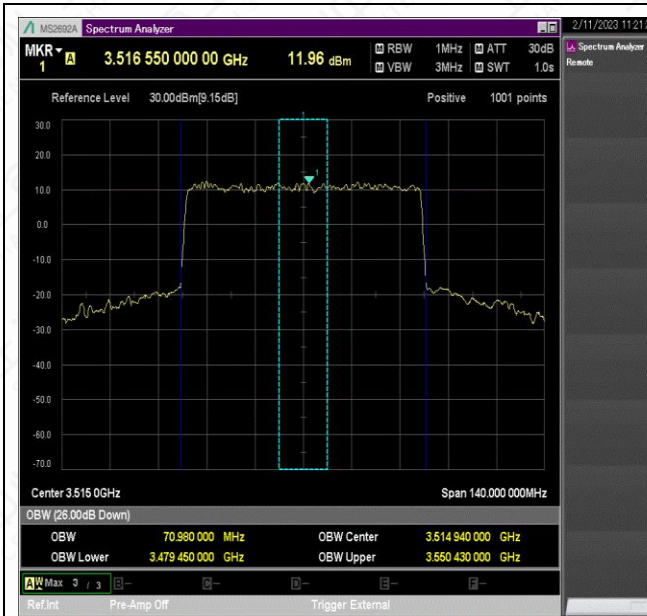 MS2692A Spectrum Analyzer
2/11/2023 11:21:
MKR 1 A 3.516 550 000 00 GHz 11.96 dBm M RBW 1MHz M ATT 30dB
M VBW 3MHz M SWT 1.0s
Spectrum Analyzer
Remote
Reference Level 30.00dBm[9.15dB] Positive 1001 points
30.0
20.0
10.0
0.0
-10.0
-20.0
-30.0
-40.0
-50.0
-60.0
-70.0
1
Center 3.515 0GHz Span 140.000 000MHz
OBW (26.00dB Down)
OBW 70.980 000 MHz OBW Center 3.514 940 000 GHz
OBW Lower 3.479 450 000 GHz OBW Upper 3.550 430 000 GHz
A W Max 3 / 3 B- C- D- E- F-
Ref.Int Pre-Amp Off Trigger External